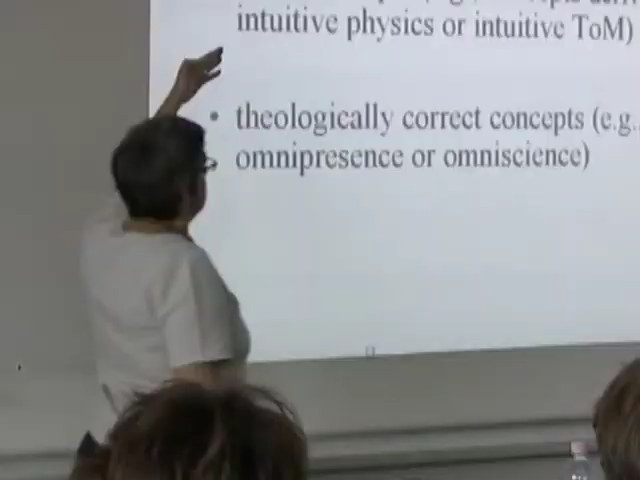 intuitive physics or intuitive ToM)
• theologically correct concepts (e.g.,
omnipresence or omniscience)